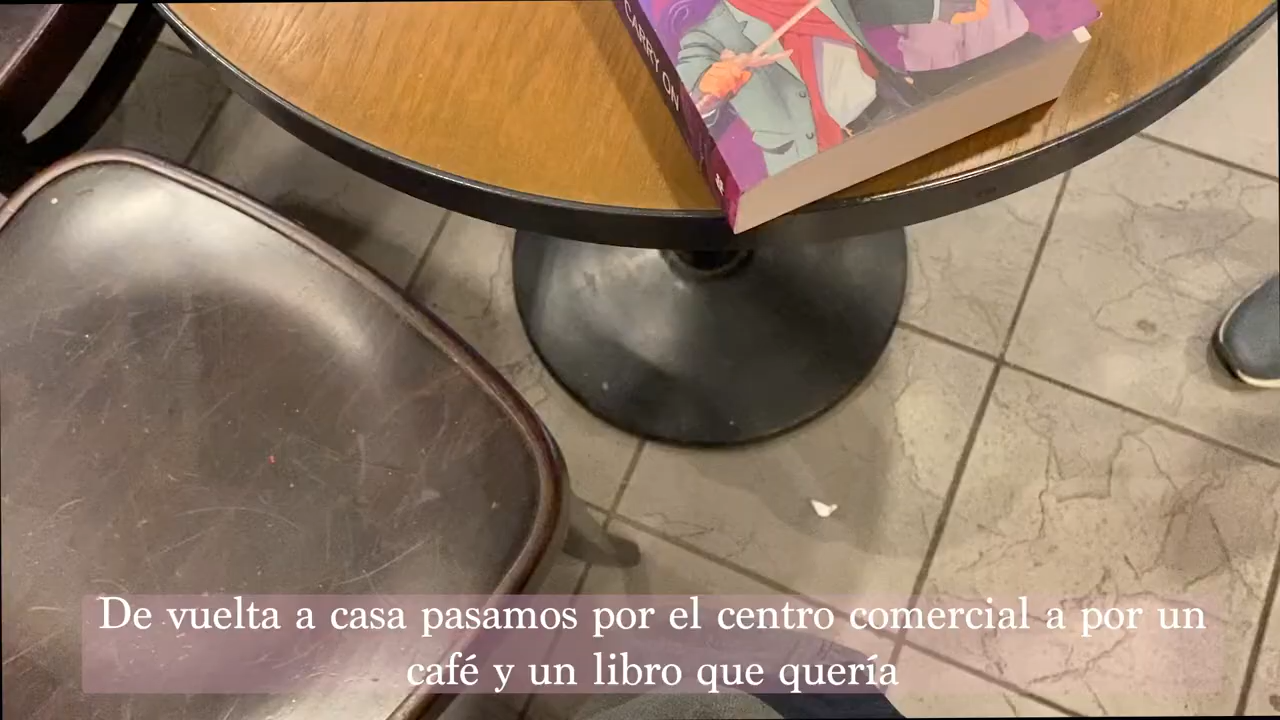 CARRY ON
De vuelta a casa pasamos por el centro comercial a por un
café y un libro que quería